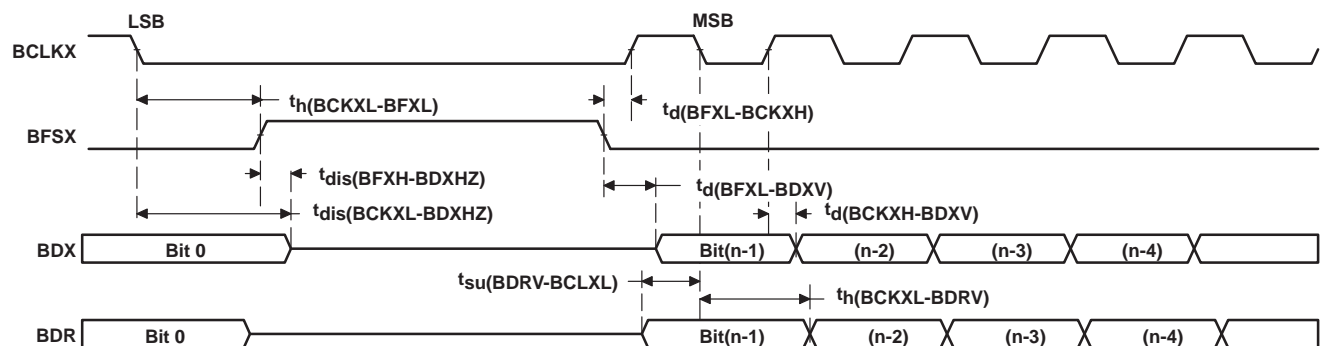 LSB MSB
BCLKX
th(BCKXL-BFXL) td(BFXL-BCKXH)
BFSX
tdis(BFXH-BDXHZ) td(BFXL-BDXV)
tdis(BCKXL-BDXHZ) td(BCKXH-BDXV)
BDX Bit 0 Bit(n-1) (n-2) (n-3) (n-4)
tsu(BDRV-BCLXL) th(BCKXL-BDRV)
BDR Bit 0 Bit(n-1) (n-2) (n-3) (n-4)